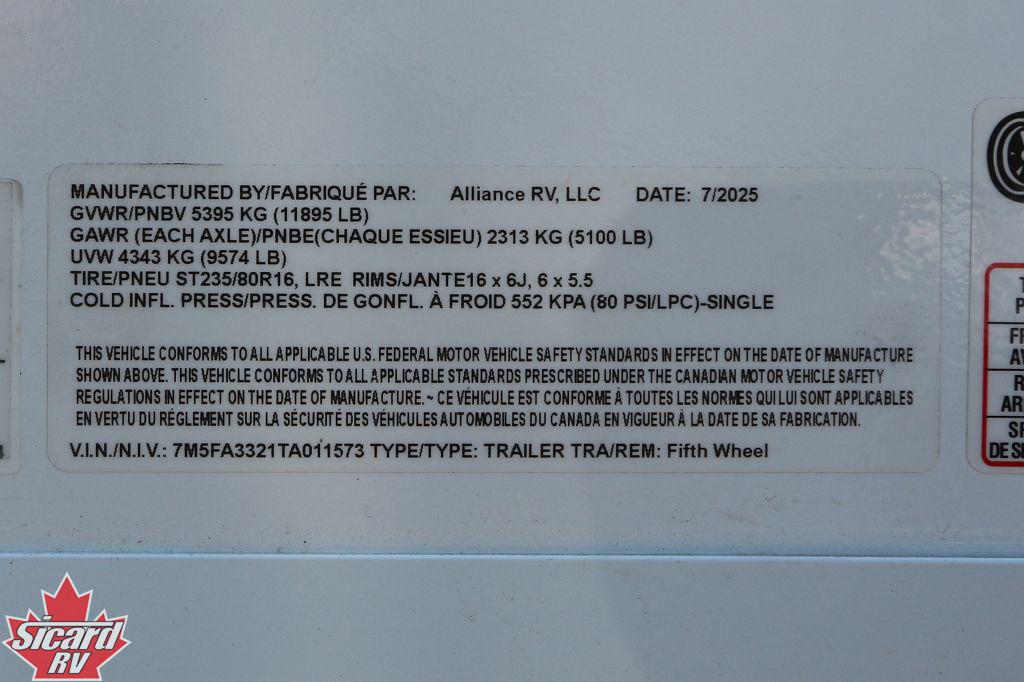 MANUFACTURED BY/FABRIQUÉ PAR: Alliance RV, LLC DATE: 7/2025
GVWR/PNBV 5395 KG (11895 LB)
GAWR (EACH AXLE)/PNBE(CHAQUE ESSIEU) 2313 KG (5100 LB)
UVW 4343 KG (9574 LB)
TIRE/PNEU ST235/80R16, LRE RIMS/JANTE16 x 6J, 6 x 5.5
COLD INFL. PRESS/PRESS. DE GONFL. À FROID 552 KPA (80 PSI/LPC)-SINGLE
THIS VEHICLE CONFORMS TO ALL APPLICABLE U.S. FEDERAL MOTOR VEHICLE SAFETY STANDARDS IN EFFECT ON THE DATE OF MANUFACTURE
SHOWN ABOVE. THIS VEHICLE CONFORMS TO ALL APPLICABLE STANDARDS PRESCRIBED UNDER THE CANADIAN MOTOR VEHICLE SAFETY
REGULATIONS IN EFFECT ON THE DATE OF MANUFACTURE. ~ CE VÉHICULE EST CONFORME À TOUTES LES NORMES QUI LUI SONT APPLICABLES
EN VERTU DU RÉGLEMENT SUR LA SÉCURITÉ DES VÉHICULES AUTOMOBILES DU CANADA EN VIGUEUR À LA DATE DE SA FABRICATION.
V.I.N./N.I.V.: 7M5FA3321TA011573 TYPE/TYPE: TRAILER TRA/REM: Fifth Wheel
Sicard
RV